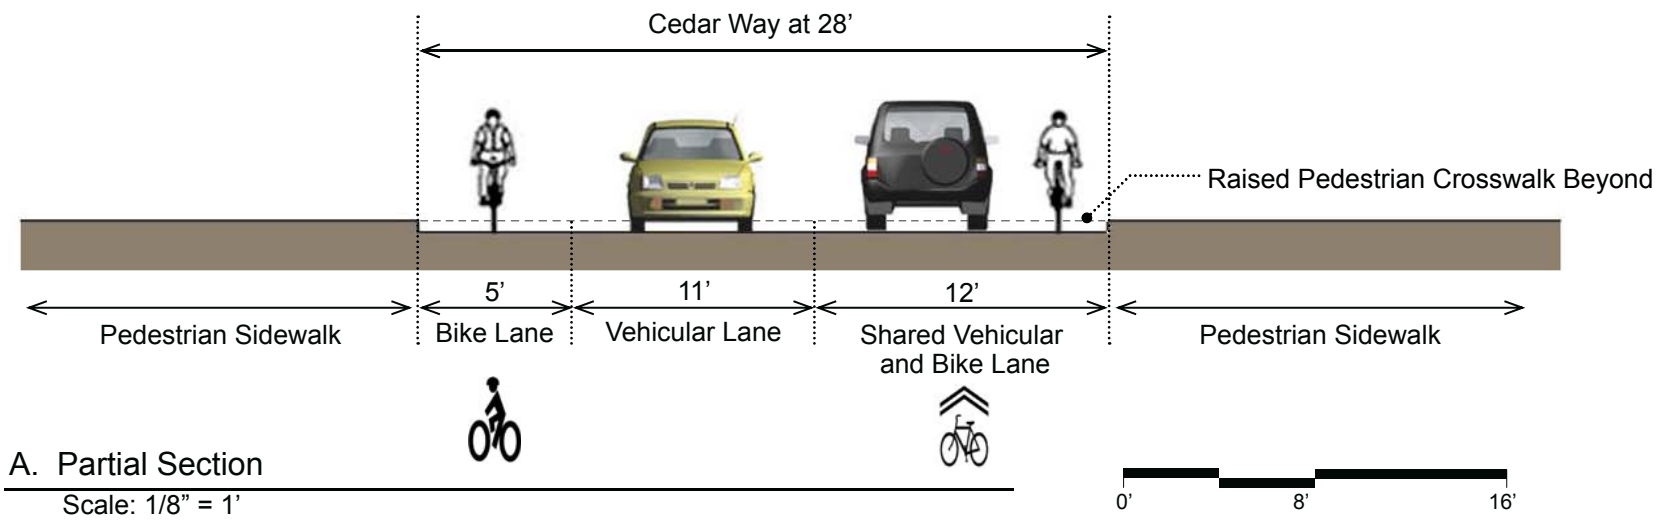 Cedar Way at 28’
Raised Pedestrian Crosswalk Beyond
5’
11’
12’
Pedestrian Sidewalk
Bike Lane
Vehicular Lane
Shared Vehicular
and Bike Lane
Pedestrian Sidewalk
A. Partial Section
Scale: 1/8” = 1’
0’
8’
16’